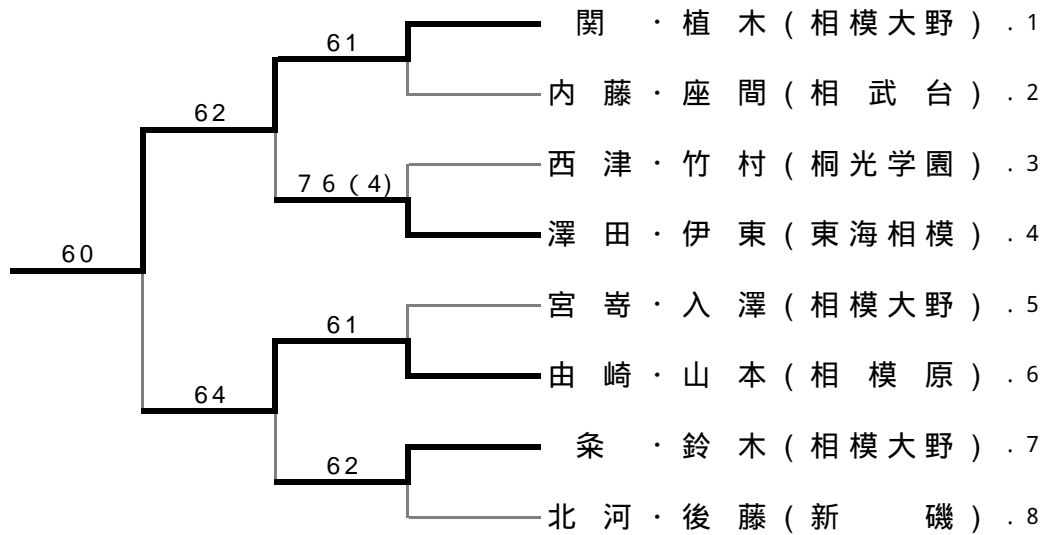 関 ・ 植 木 ( 相 模 大 野 ) . 1
61
内 藤 ・ 座 間 ( 相 武 台 ) . 2
62
西 津 ・ 竹 村 ( 桐 光 学 園 ) . 3
7 6 ( 4)
澤 田 ・ 伊 東 ( 東 海 相 模 ) . 4
60
宮 嵜 ・ 入 澤 ( 相 模 大 野 ) . 5
61
由 崎 ・ 山 本 ( 相 模 原 ) . 6
64
粂 ・ 鈴 木 ( 相 模 大 野 ) . 7
62
北 河 ・ 後 藤 ( 新 磯 ) . 8